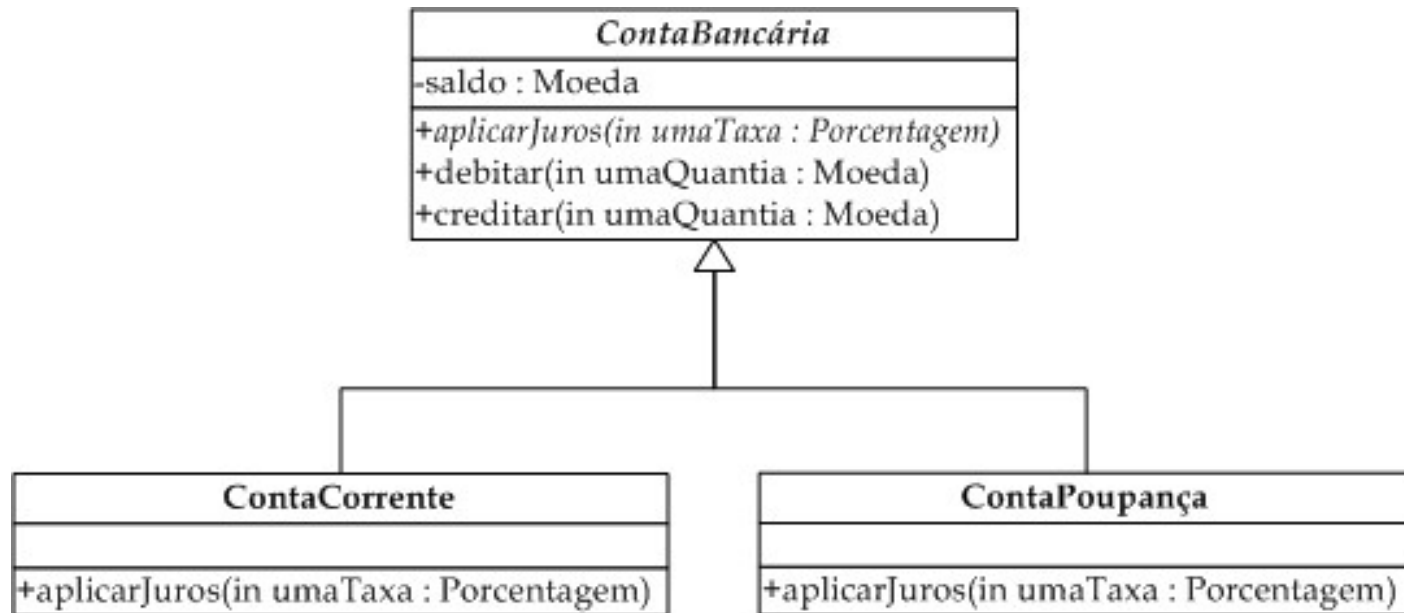 ContaBancária
-saldo : Moeda
+aplicarJuros(in umaTaxa : Porcentagem)
+debitar(in umaQuantia : Moeda)
+creditar(in umaQuantia : Moeda)
ContaCorrente
+aplicarJuros(in umaTaxa : Porcentagem)
ContaPoupança
+aplicarJuros(in umaTaxa : Porcentagem)